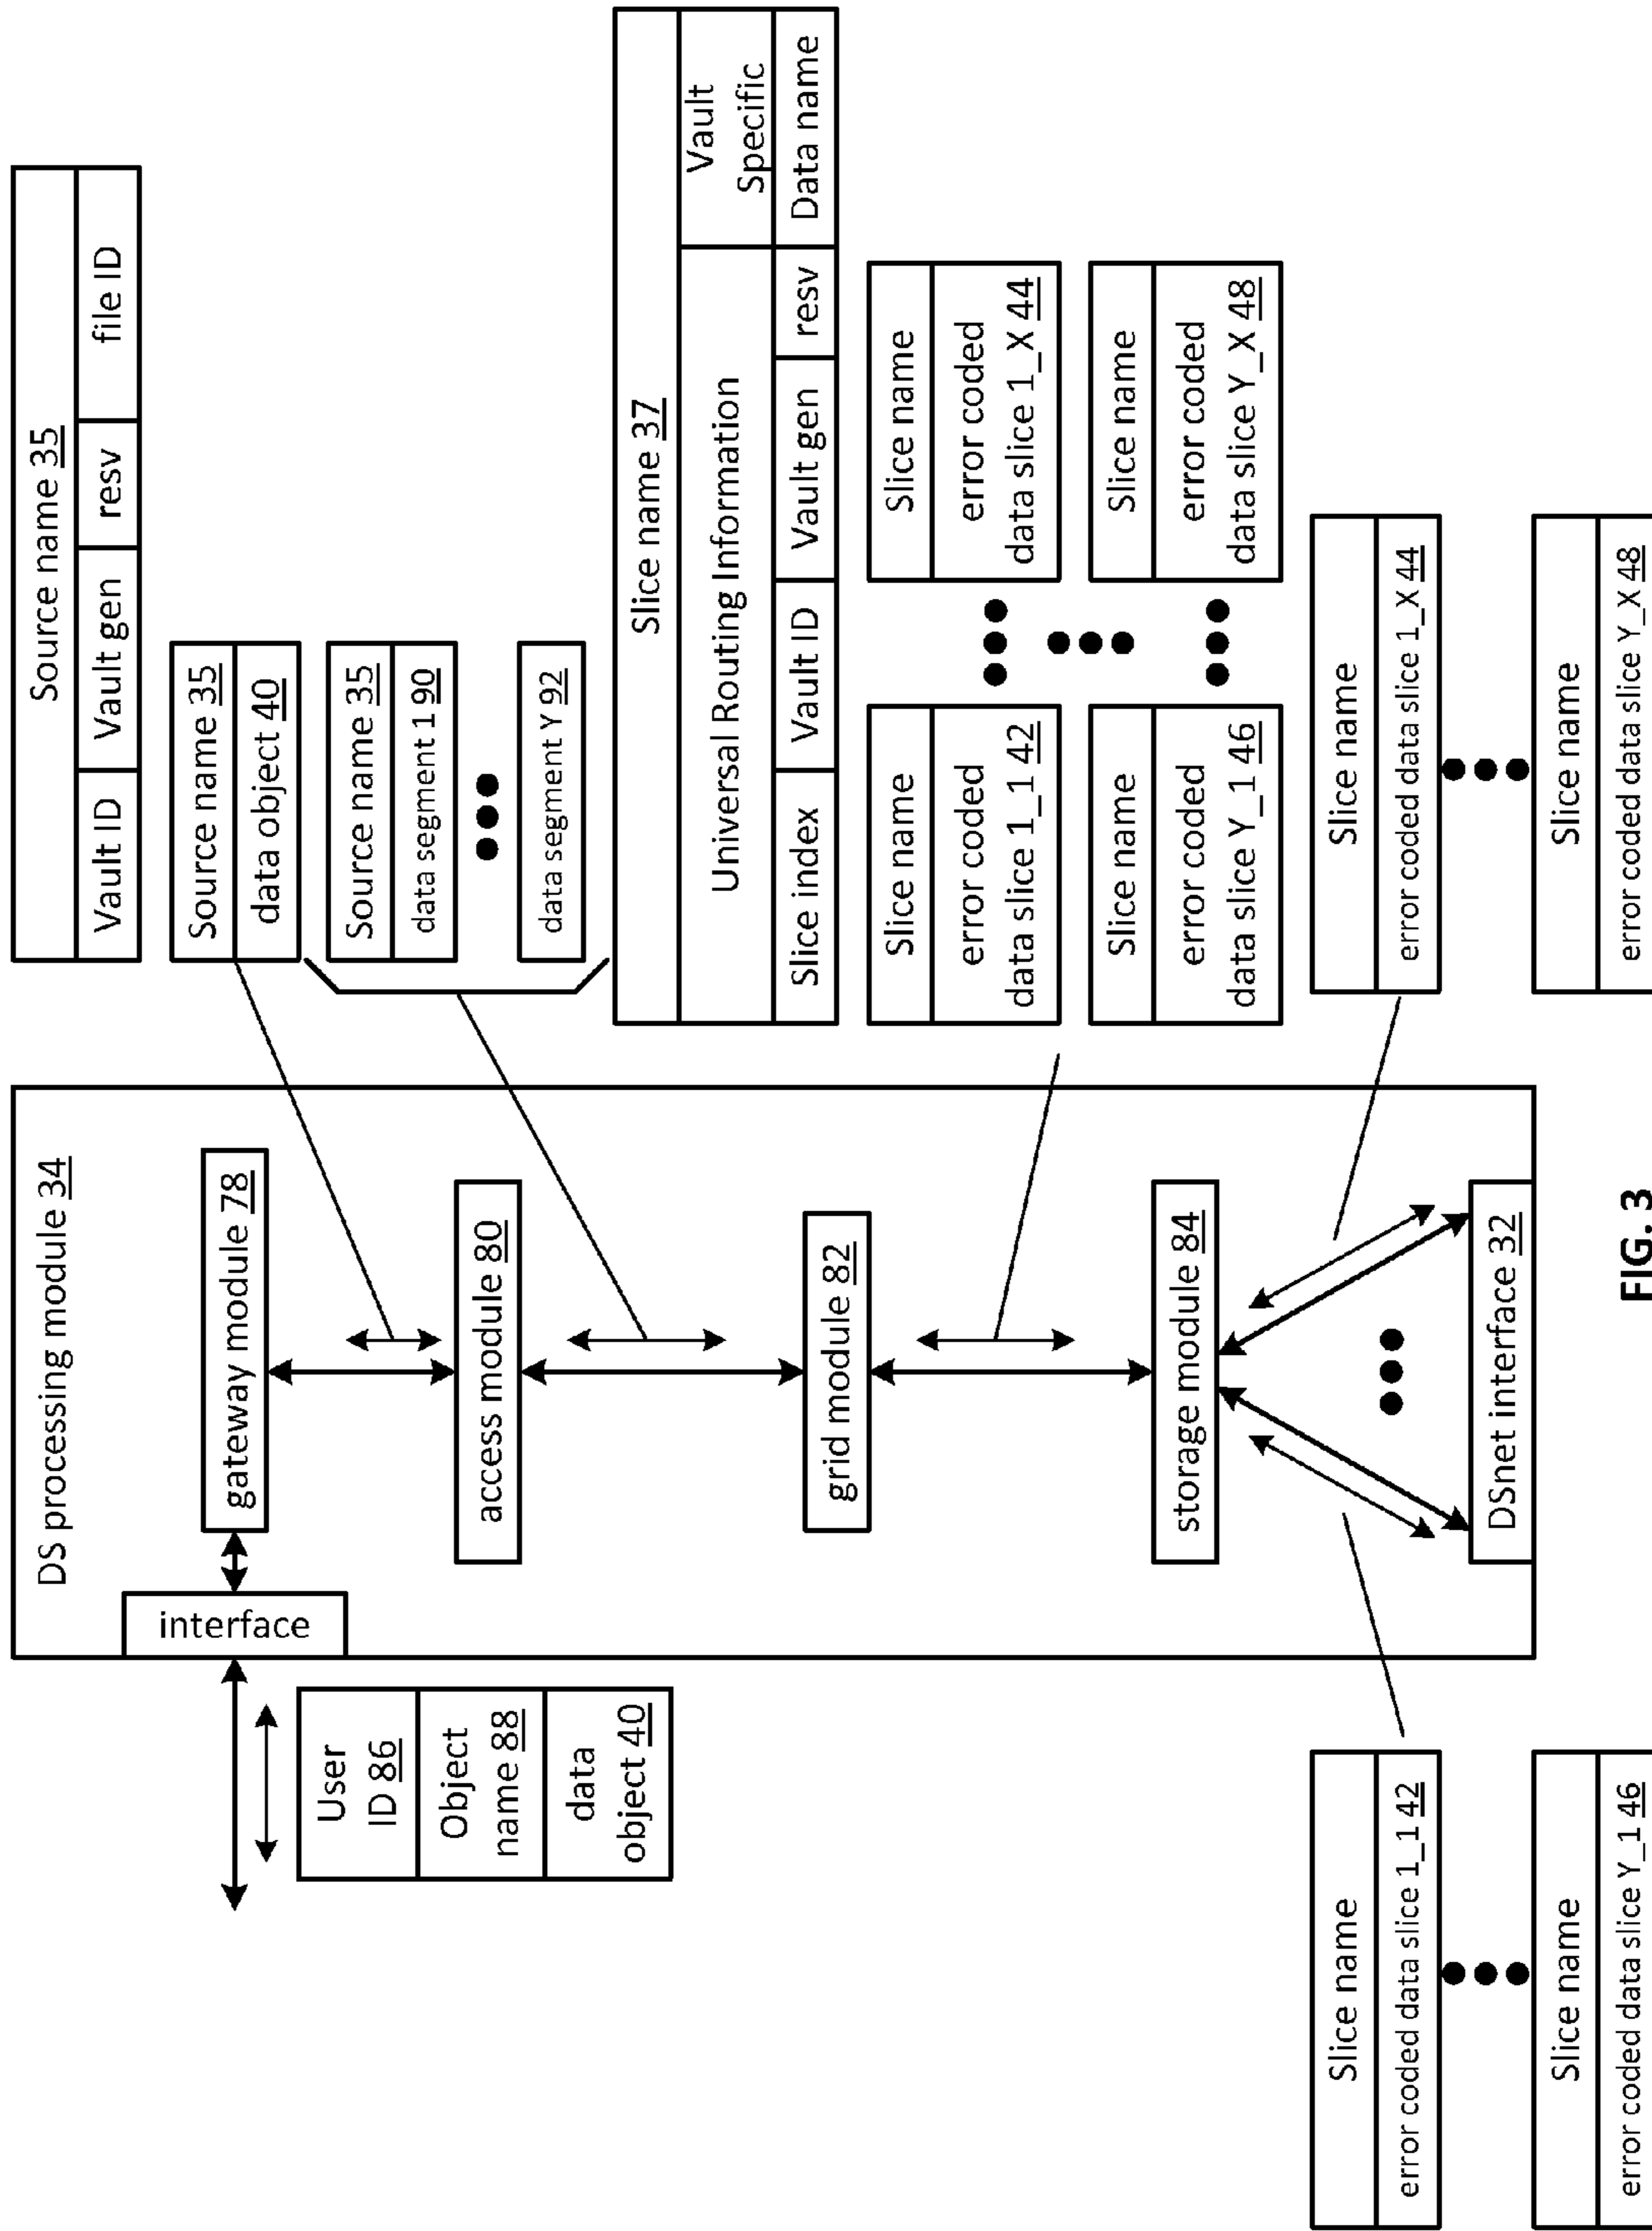 DS processing module 34
interface
gateway module 78
access module 80
grid module 82
storage module 84
DSnet interface 32
User
ID 86
Object
name 88
data
object 40
Source name 35
Vault ID
Vault gen
resv
file ID
Source name 35
data object 40
Source name 35
data segment 1 90
data segment Y 92
Slice name 37
Universal Routing Information
Vault
Specific
Slice index
Vault ID
Vault gen
resv
Data name
Slice name
error coded
data slice 1_1 42
Slice name
error coded
data slice 1_X 44
Slice name
error coded
data slice Y_1 46
Slice name
error coded
data slice Y_X 48
Slice name
error coded data slice 1_1 42
Slice name
error coded data slice Y_1 46
Slice name
error coded data slice 1_X 44
Slice name
error coded data slice Y_X 48
FIG. 3